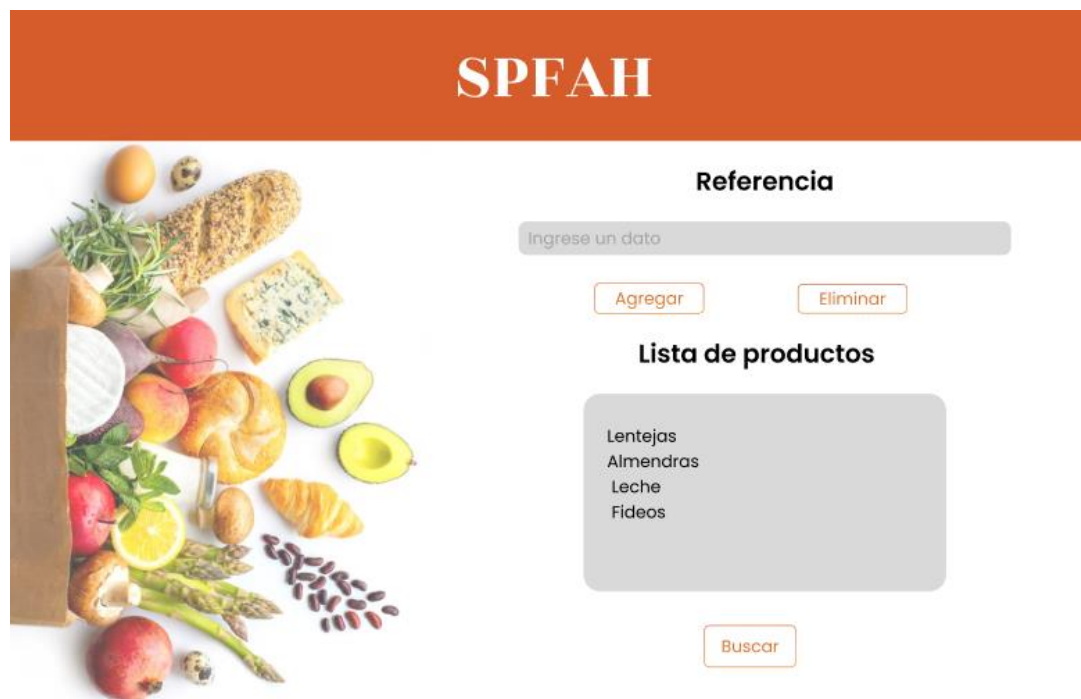 SPFAH
Referencia
Ingrese un dato
Agregar Eliminar
Lista de productos
Lentejas
Almendras
Leche
Fideos
Buscar